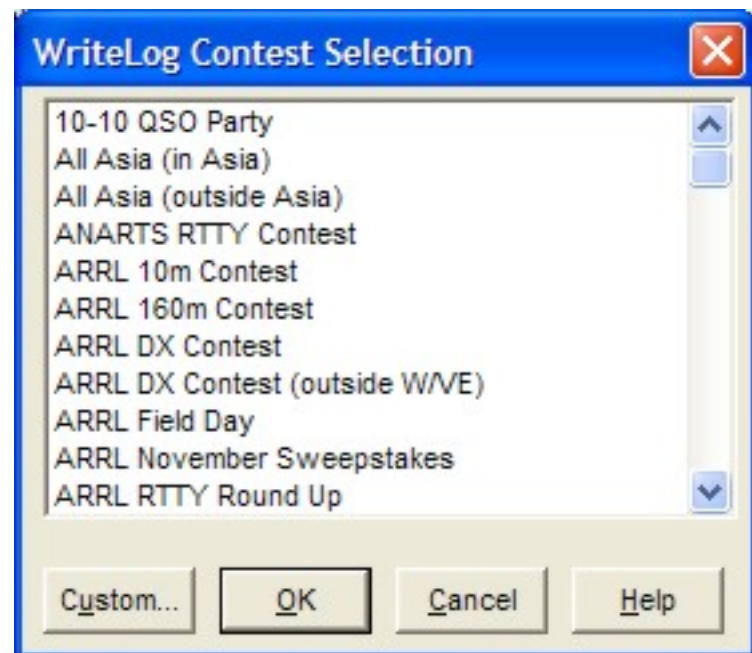 WriteLog Contest Selection
10-10 QSO Party
All Asia (in Asia)
All Asia (outside Asia)
ANARTS RTTY Contest
ARRL 10m Contest
ARRL 160m Contest
ARRL DX Contest
ARRL DX Contest (outside W/VE)
ARRL Field Day
ARRL November Sweepstakes
ARRL RTTY Round Up
Custom... OK Cancel Help